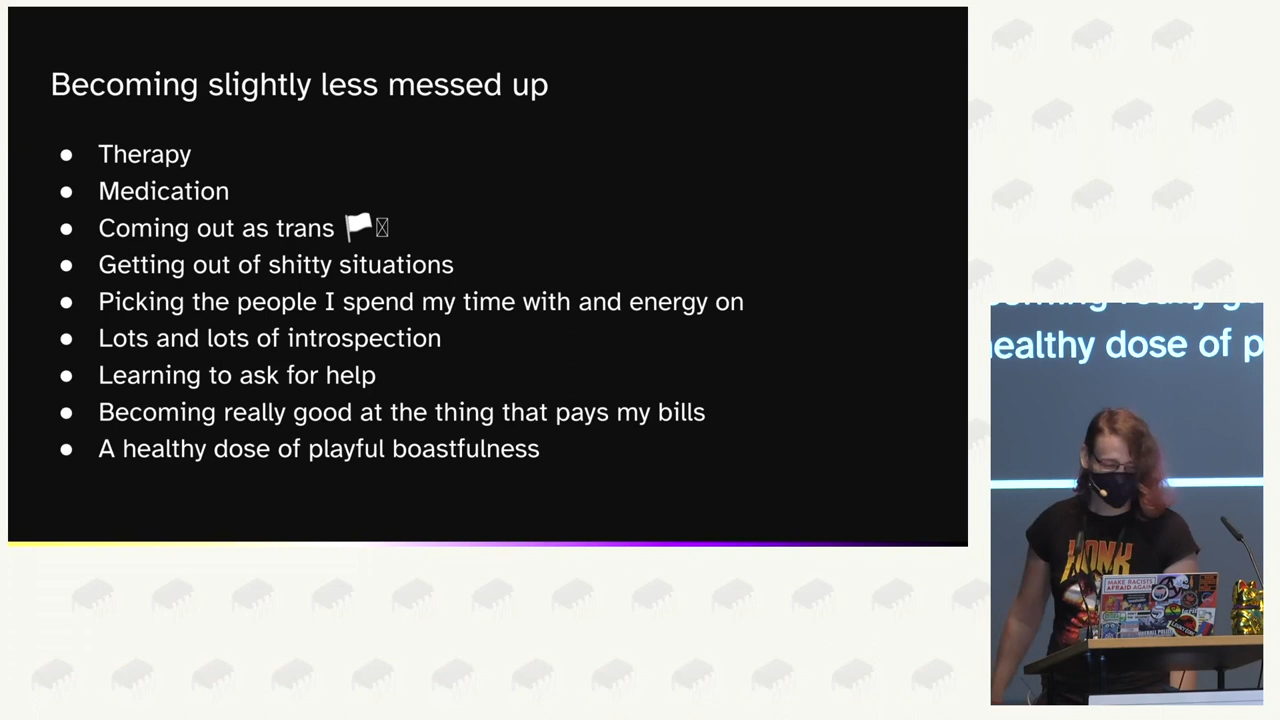 Becoming slightly less messed up
● Therapy
● Medication
● Coming out as trans 🏳
● Getting out of shitty situations
● Picking the people I spend my time with and energy on
● Lots and lots of introspection
● Learning to ask for help
● Becoming really good at the thing that pays my bills
● A healthy dose of playful boastfulness
ealthy dose of p
HONK
MAKE RACISTS
AFRAID AGAIN